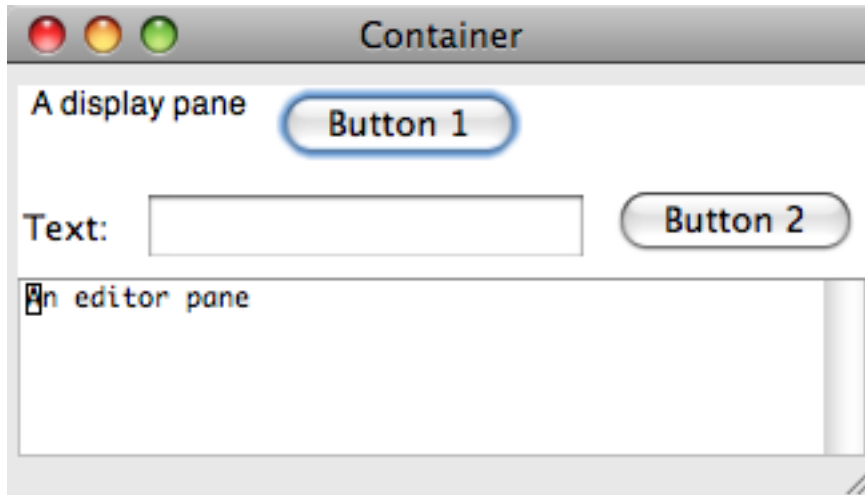 Container
A display pane Button 1
Text: Button 2
An editor pane